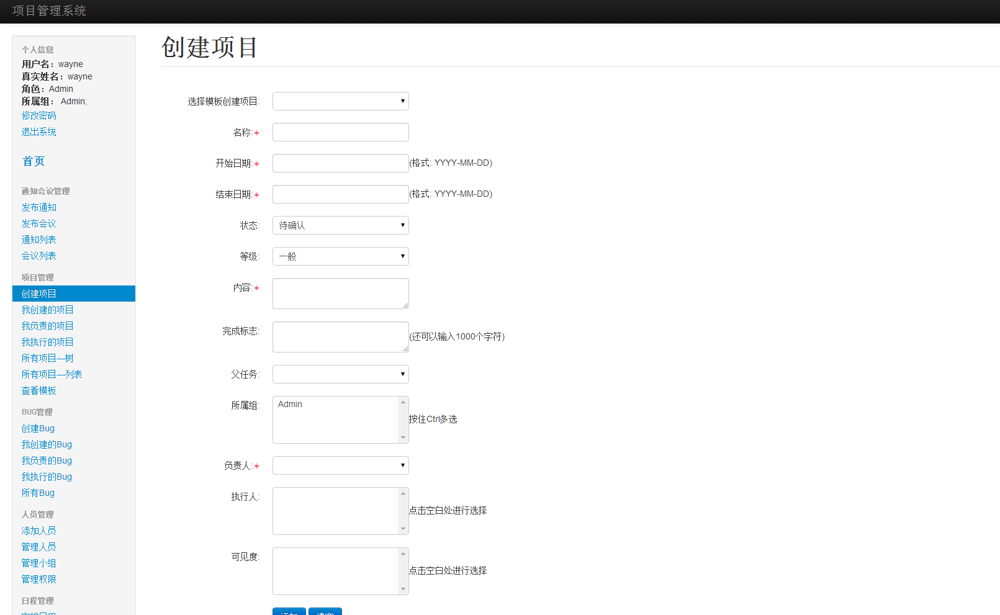 项目管理系统
个人信息
用户名：wayne
真实姓名：wayne
角色：Admin
所属组： Admin;
修改密码
退出系统
首页
通知会议管理
发布通知
发布会议
通知列表
会议列表
项目管理
创建项目
我创建的项目
我负责的项目
我执行的项目
所有项目—树
所有项目—列表
查看模板
BUG管理
创建Bug
我创建的Bug
我负责的Bug
我执行的Bug
所有Bug
人员管理
添加人员
管理人员
管理小组
管理权限
日程管理
创建项目
选择模板创建项目:
名称:*
开始日期:* (格式: YYYY-MM-DD)
结束日期:* (格式: YYYY-MM-DD)
状态: 待确认
等级: 一般
内容:*
完成标志: (还可以输入1000个字符)
父任务:
所属组: Admin 按住Ctrl多选
负责人:*
执行人: 点击空白处进行选择
可见度: 点击空白处进行选择